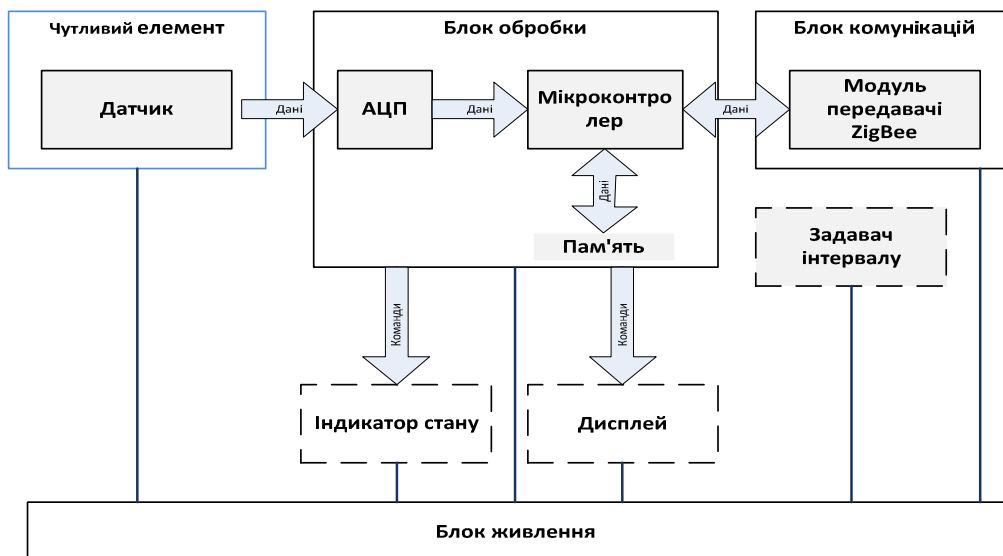 Чутливий елемент
Блок обробки
Блок комунікацій
Датчик
Дані
АЦП
Дані
Мікроконтро
лер
Дані
Модуль
передавачі
ZigBee
Дані
Пам'ять
Задавач
інтервалу
Команди
Команди
Індикатор стану
Дисплей
Блок живлення